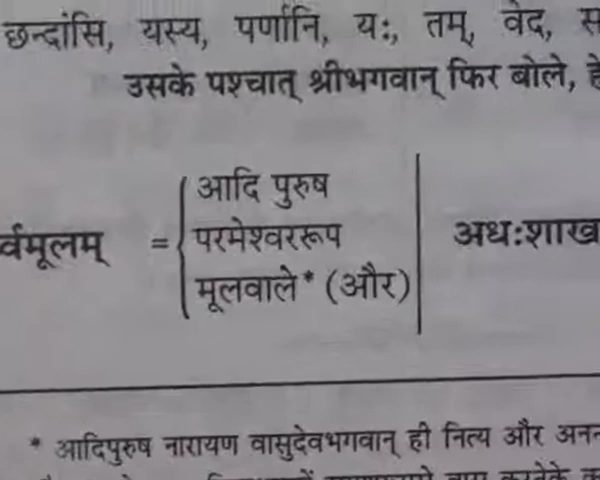 छन्दांसि, यस्य, पर्णानि, यः, तम्, वेद,
उसके पश्चात् श्रीभगवान् फिर बोले,
आदि पुरुष
र्वमूलम् = परमेश्वररूप अधःशाख
मूलवाले* (और)
* आदिपुरुष नारायण वासुदेवभगवान् ही नित्य और